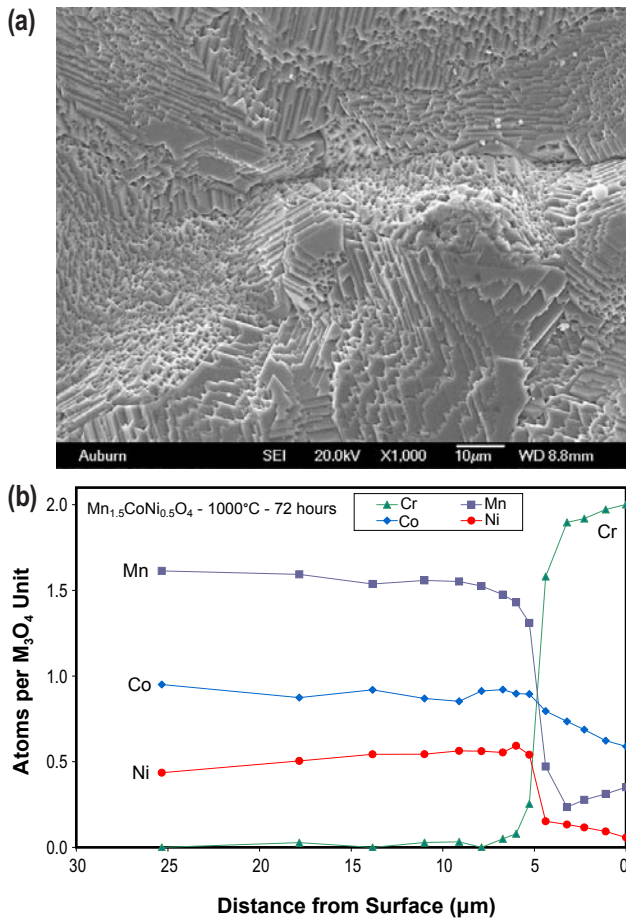 (a)
Auburn SEI 20.0kV X1,000 10µm WD 8.8mm
(b)
Mn1.5CoNi0.5O4 - 1000°C - 72 hours
Cr Mn
Co Ni
Cr
Mn
Co
Ni
2.0
1.5
1.0
0.5
0.0
Atoms per M3O4 Unit
30 25 20 15 10 5 0
Distance from Surface (µm)